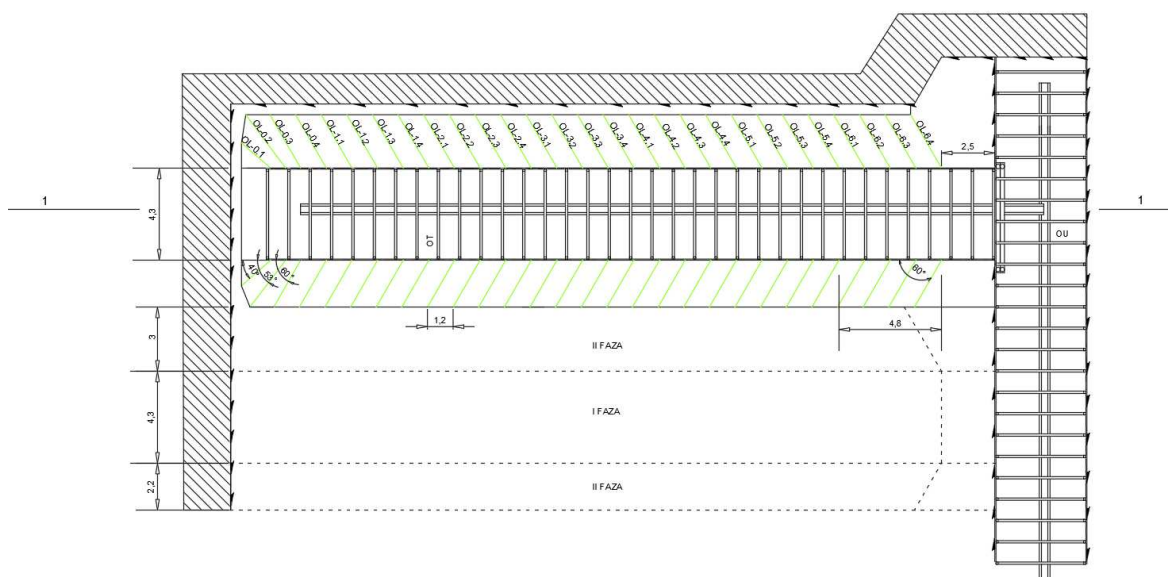 OL-0.1
OL-0.2
OL-0.3
OL-0.4
OL-1.1
OL-1.2
OL-1.3
OL-1.4
OL-2.1
OL-2.2
OL-2.3
OL-2.4
OL-3.1
OL-3.2
OL-3.3
OL-3.4
OL-4.1
OL-4.2
OL-4.3
OL-4.4
OL-5.1
OL-5.2
OL-5.3
OL-5.4
OL-6.1
OL-6.2
OL-6.3
OL-6.4
2,5
1
1
4,3
OT
OU
40°
53°
60°
60°
1,2
4,8
3
II FAZA
4,3
I FAZA
2,2
II FAZA